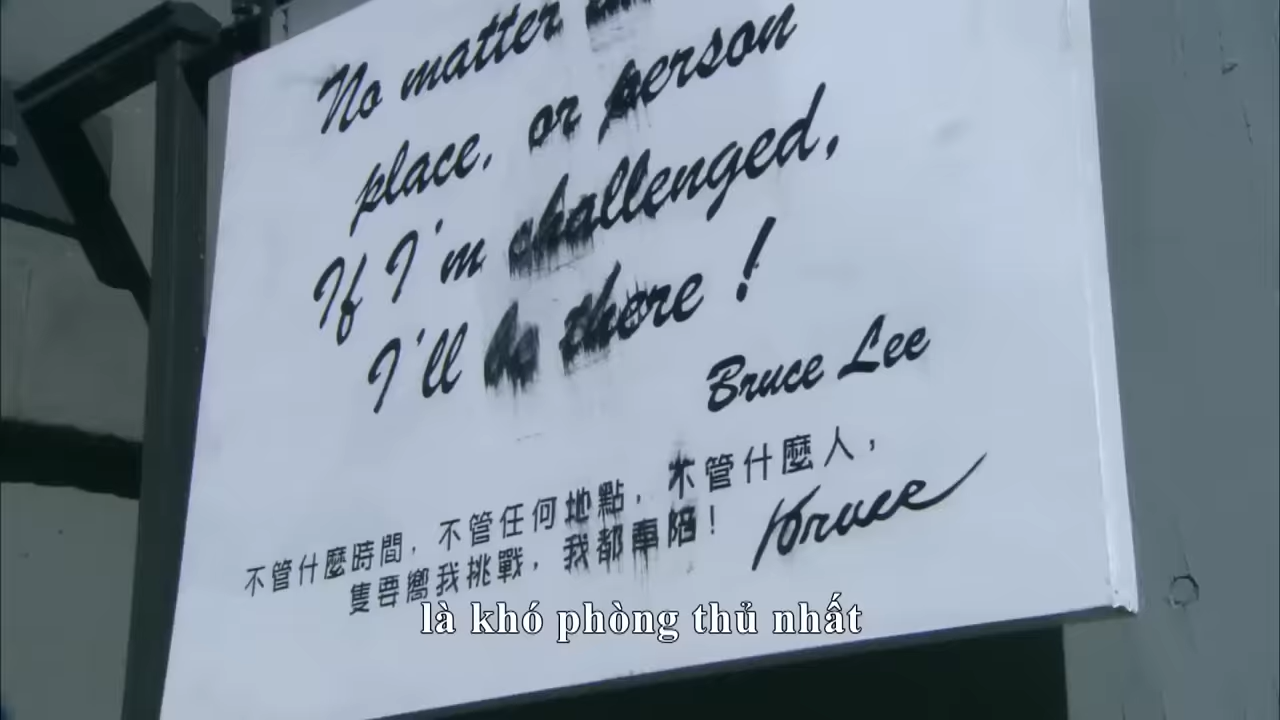 No matter
place, or person
If I'm challenged,
I'll be there!
Bruce Lee
不管什麼時間,不管任何地點,不管什麼人,
隻要嚮我挑戰,我都奉陪!
Bruce
là khó phòng thủ nhất